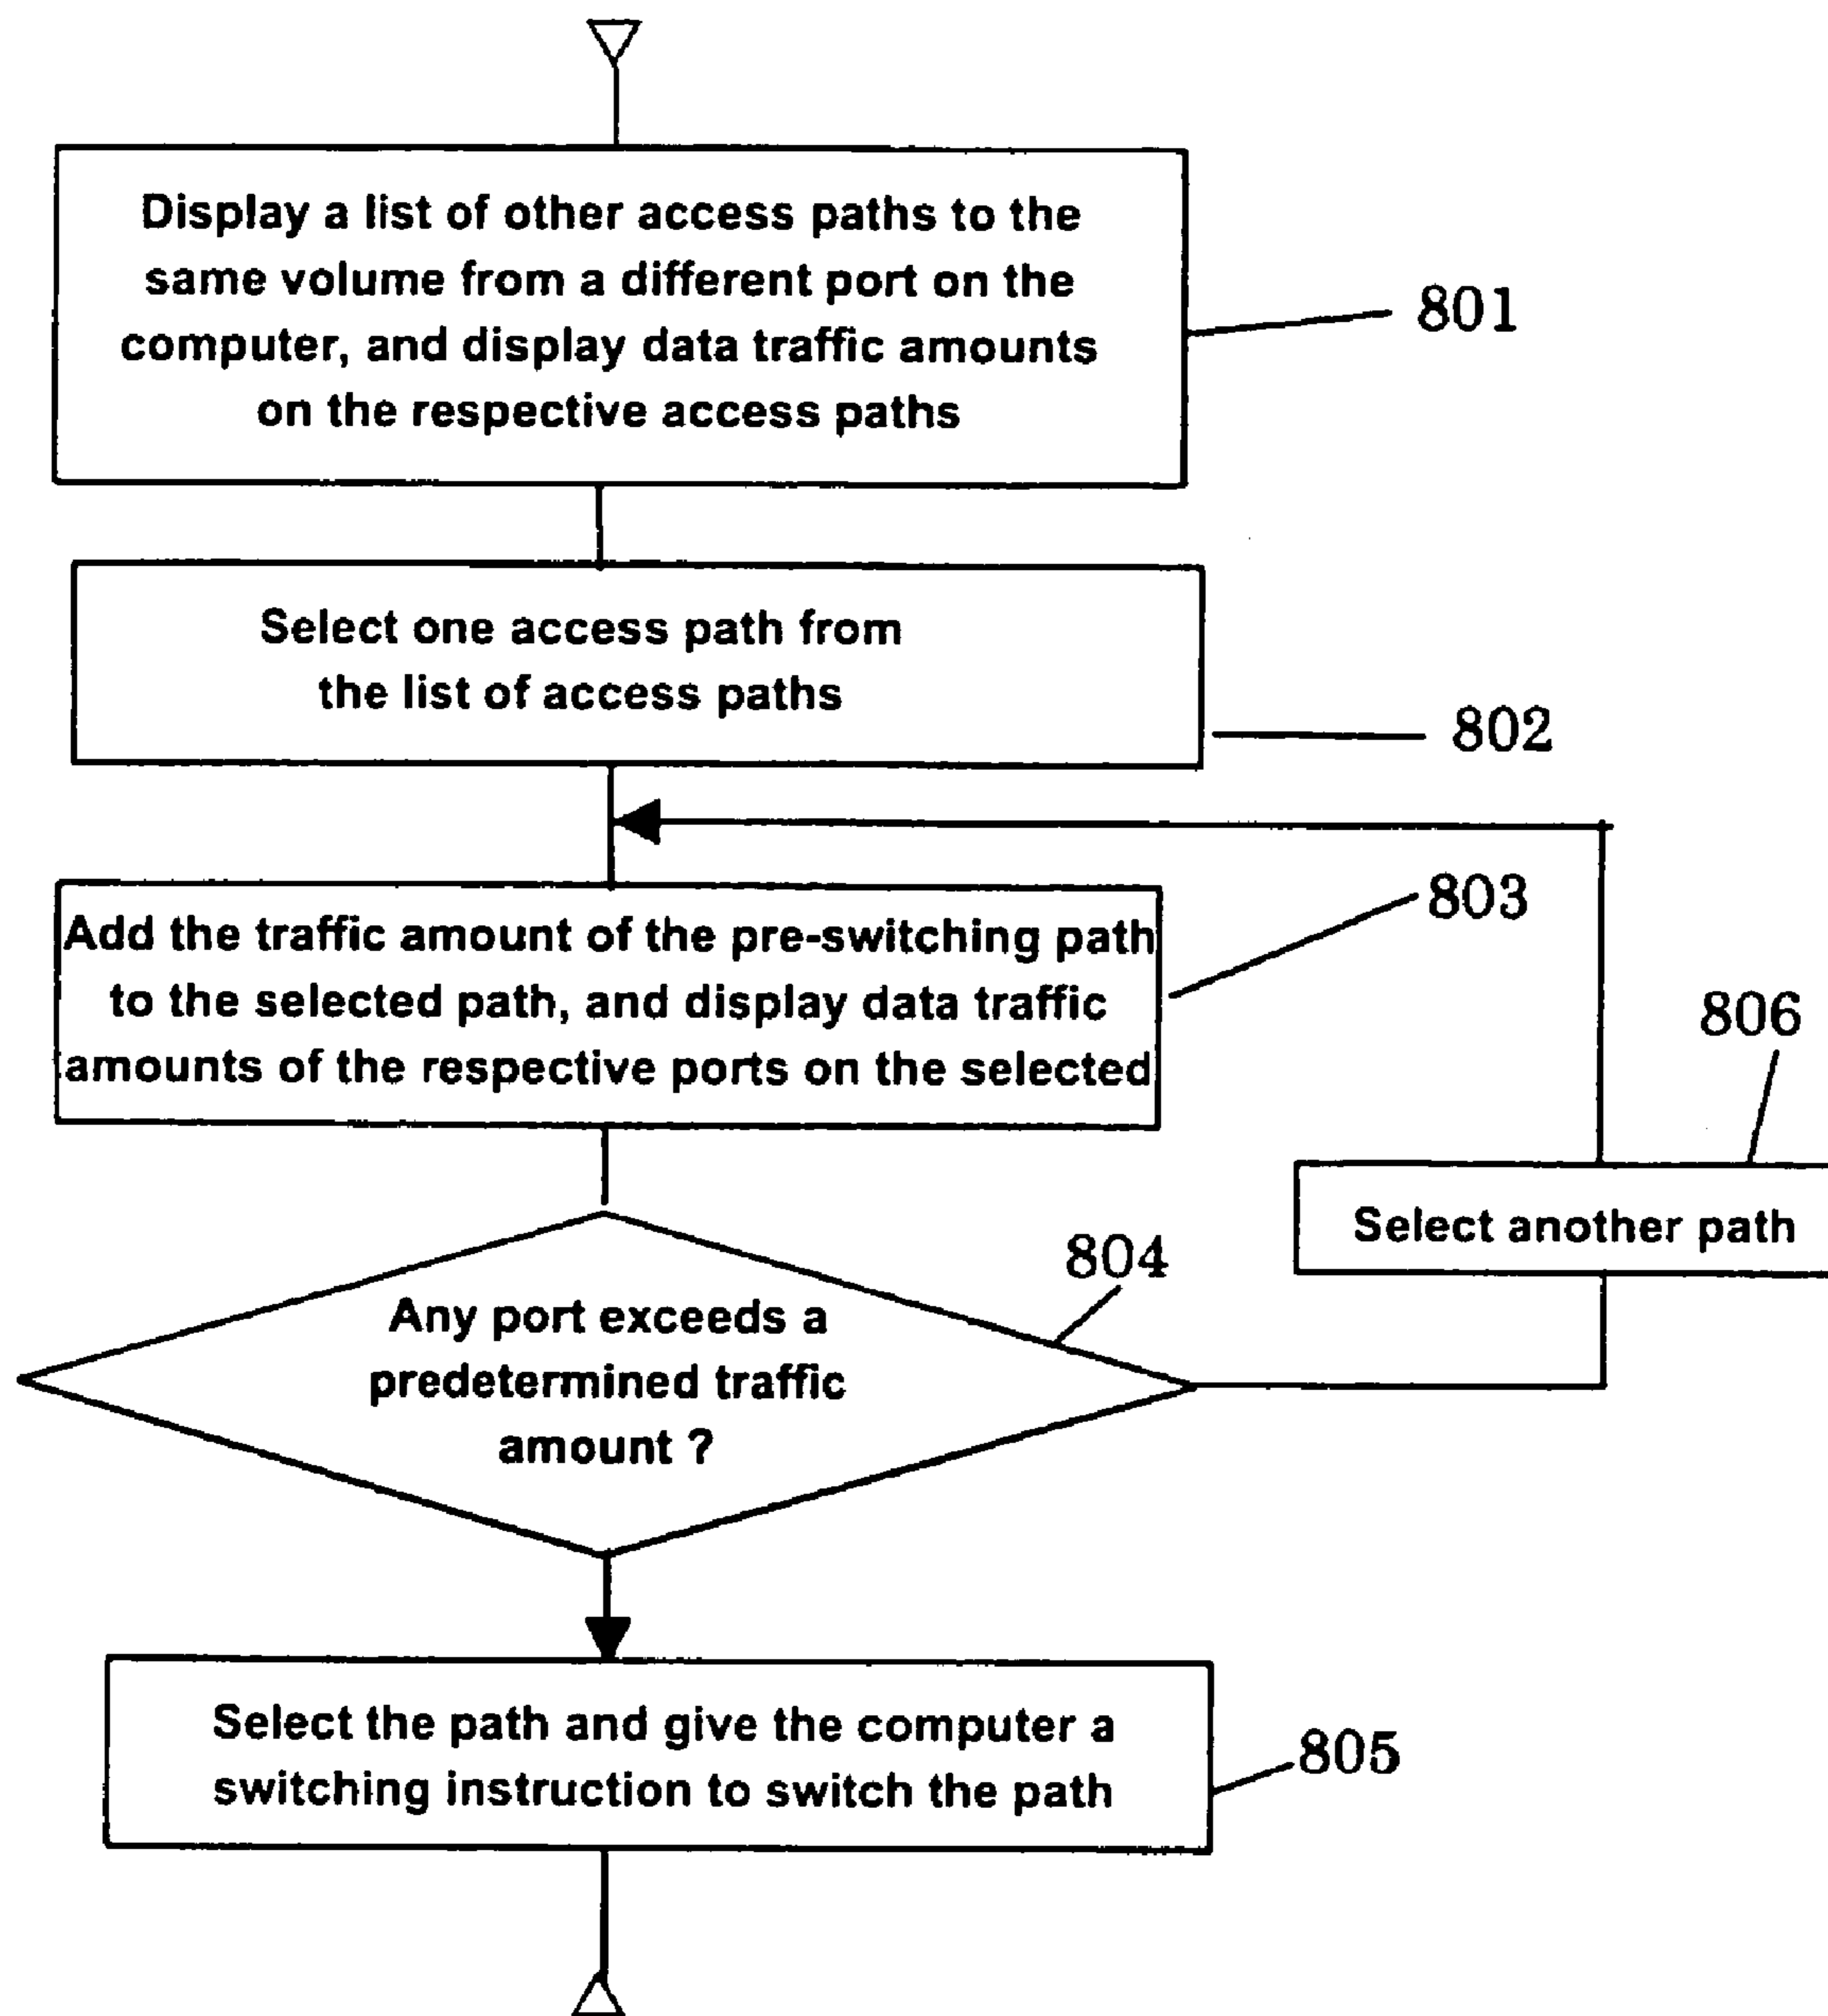 Display a list of other access paths to the
same volume from a different port on the
computer, and display data traffic amounts
on the respective access paths
801
Select one access path from
the list of access paths
802
Add the traffic amount of the pre-switching path
to the selected path, and display data traffic
amounts of the respective ports on the selected
803
806
Select another path
804
Any port exceeds a
predetermined traffic
amount ?
Select the path and give the computer a
switching instruction to switch the path
805